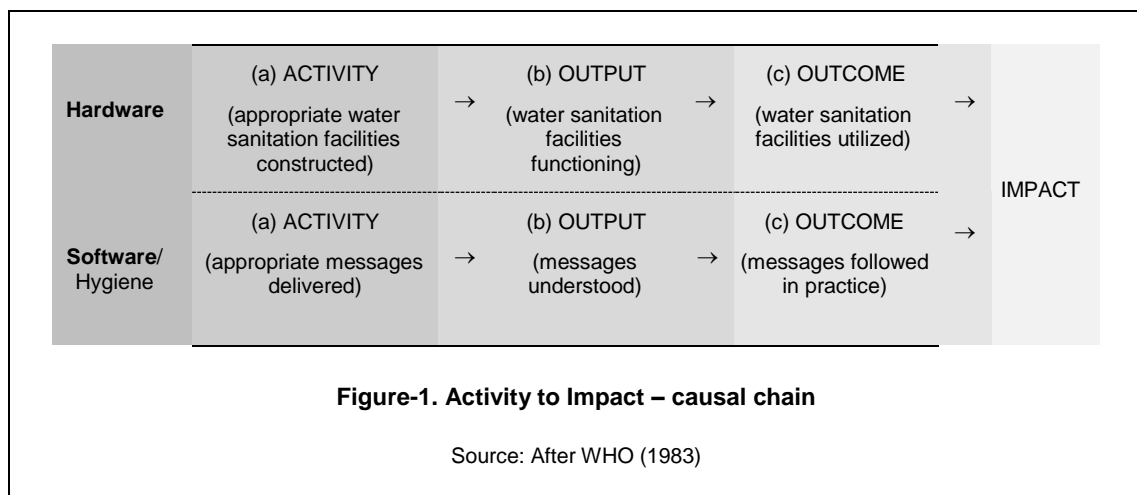 Hardware
(a) ACTIVITY
(appropriate water
sanitation facilities
constructed)
→
(b) OUTPUT
(water sanitation
facilities
functioning)
→
(c) OUTCOME
(water sanitation
facilities utilized)
→
Software/
Hygiene
(a) ACTIVITY
(appropriate messages
delivered)
→
(b) OUTPUT
(messages
understood)
→
(c) OUTCOME
(messages followed
in practice)
→
IMPACT
Figure-1. Activity to Impact – causal chain
Source: After WHO (1983)